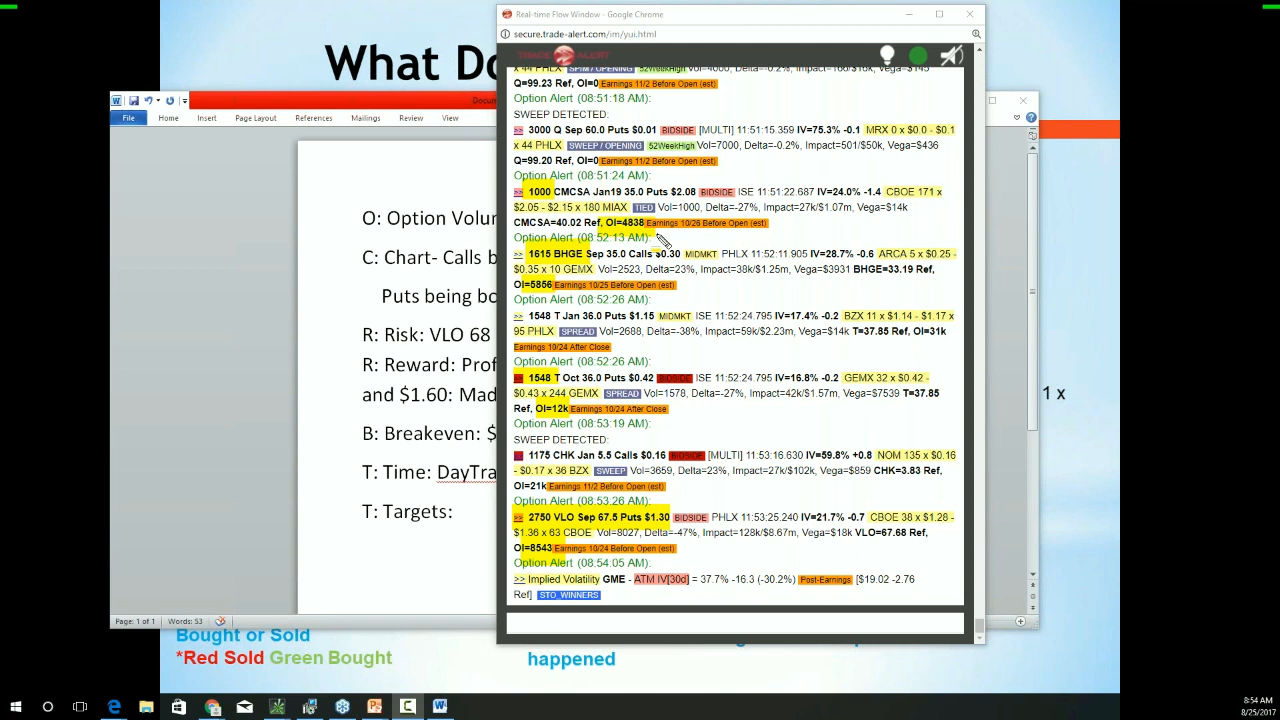 What Do
Real-time Flow Window - Google Chrome
secure.trade-alert.com/im/yui.html
TRADE ALERT
x 44 PHLX SPIM / OPENING 52WeekHigh Vol=4000, Delta=-0.2%, Impact=166/$16k, Vega=$145
Q=99.23 Ref, OI=0 Earnings 11/2 Before Open (est)
Option Alert (08:51:18 AM):
SWEEP DETECTED:
>> 3000 Q Sep 60.0 Puts $0.01 BIDSIDE [MULTI] 11:51:15.359 IV=75.3% -0.1 MRX 0 x $0.0 - $0.1
x 44 PHLX SWEEP / OPENING 52WeekHigh Vol=7000, Delta=-0.2%, Impact=501/$50k, Vega=$436
Q=99.20 Ref, OI=0 Earnings 11/2 Before Open (est)
Option Alert (08:51:24 AM):
>> 1000 CMCSA Jan19 35.0 Puts $2.08 BIDSIDE ISE 11:51:22.687 IV=24.0% -1.4 CBOE 171 x
$2.05 - $2.15 x 180 MIAX TIED Vol=1000, Delta=-27%, Impact=27k/$1.07m, Vega=$14k
CMCSA=40.02 Ref, OI=4838 Earnings 10/26 Before Open (est)
Option Alert (08:52:13 AM):
>> 1615 BHGE Sep 35.0 Calls $0.30 MIDMKT PHLX 11:52:11.905 IV=28.7% -0.6 ARCA 5 x $0.25 -
$0.35 x 10 GEMX Vol=2523, Delta=23%, Impact=38k/$1.25m, Vega=$3931 BHGE=33.19 Ref,
OI=5856 Earnings 10/25 Before Open (est)
Option Alert (08:52:26 AM):
>> 1548 T Jan 36.0 Puts $1.15 MIDMKT ISE 11:52:24.795 IV=17.4% -0.2 BZX 11 x $1.14 - $1.17 x
95 PHLX SPREAD Vol=2688, Delta=-38%, Impact=59k/$2.23m, Vega=$14k T=37.85 Ref, OI=31k
Earnings 10/24 After Close
Option Alert (08:52:26 AM):
>> 1548 T Oct 36.0 Puts $0.42 BIDSIDE ISE 11:52:24.795 IV=16.8% -0.2 GEMX 32 x $0.42 -
$0.43 x 244 GEMX SPREAD Vol=1578, Delta=-27%, Impact=42k/$1.57m, Vega=$7539 T=37.85
Ref, OI=12k Earnings 10/24 After Close
Option Alert (08:53:19 AM):
SWEEP DETECTED:
>> 1175 CHK Jan 5.5 Calls $0.16 BIDSIDE [MULTI] 11:53:16.630 IV=59.8% +0.8 NOM 135 x $0.16
- $0.17 x 36 BZX SWEEP Vol=3659, Delta=23%, Impact=27k/$102k, Vega=$859 CHK=3.83 Ref,
OI=21k Earnings 11/2 Before Open (est)
Option Alert (08:53:26 AM):
>> 2750 VLO Sep 67.5 Puts $1.30 BIDSIDE PHLX 11:53:25.240 IV=21.7% -0.7 CBOE 38 x $1.28 -
$1.36 x 63 CBOE Vol=8027, Delta=-47%, Impact=128k/$8.67m, Vega=$18k VLO=67.68 Ref,
OI=8543 Earnings 10/24 Before Open (est)
Option Alert (08:54:05 AM):
>> Implied Volatility GME - ATM IV[30d] = 37.7% -16.3 (-30.2%) Post-Earnings [$19.02 -2.76
Ref] STO_WINNERS
Docum
File Home Insert Page Layout References Mailings Review View
O: Option Volu
C: Chart- Calls b
Puts being bo
R: Risk: VLO 68
R: Reward: Prof
and $1.60: Mad
1 x
B: Breakeven: $
T: Time: DayTra
T: Targets:
Page: 1 of 1 Words: 53
Bought or Sold
*Red Sold Green Bought
happened
8:54 AM
8/25/2017